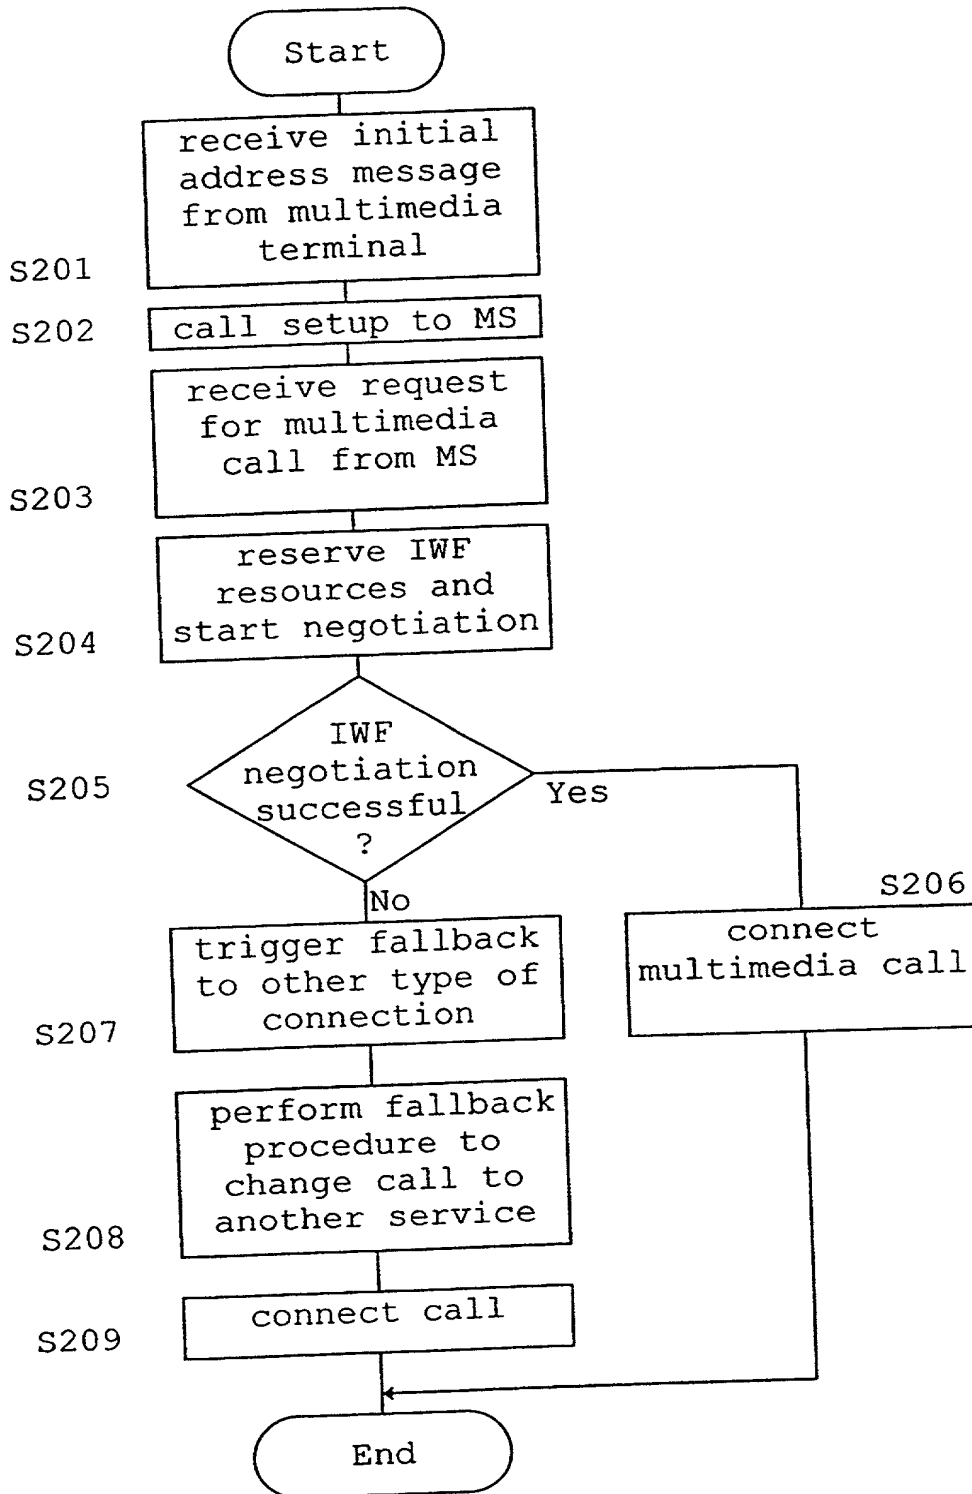 Start
receive initial
address message
from multimedia
terminal
S201
S202
call setup to MS
receive request
for multimedia
call from MS
S203
reserve IWF
resources and
start negotiation
S204
IWF
negotiation
successful
?
S205
Yes
No
S206
connect
multimedia call
trigger fallback
to other type of
connection
S207
perform fallback
procedure to
change call to
another service
S208
connect call
S209
End